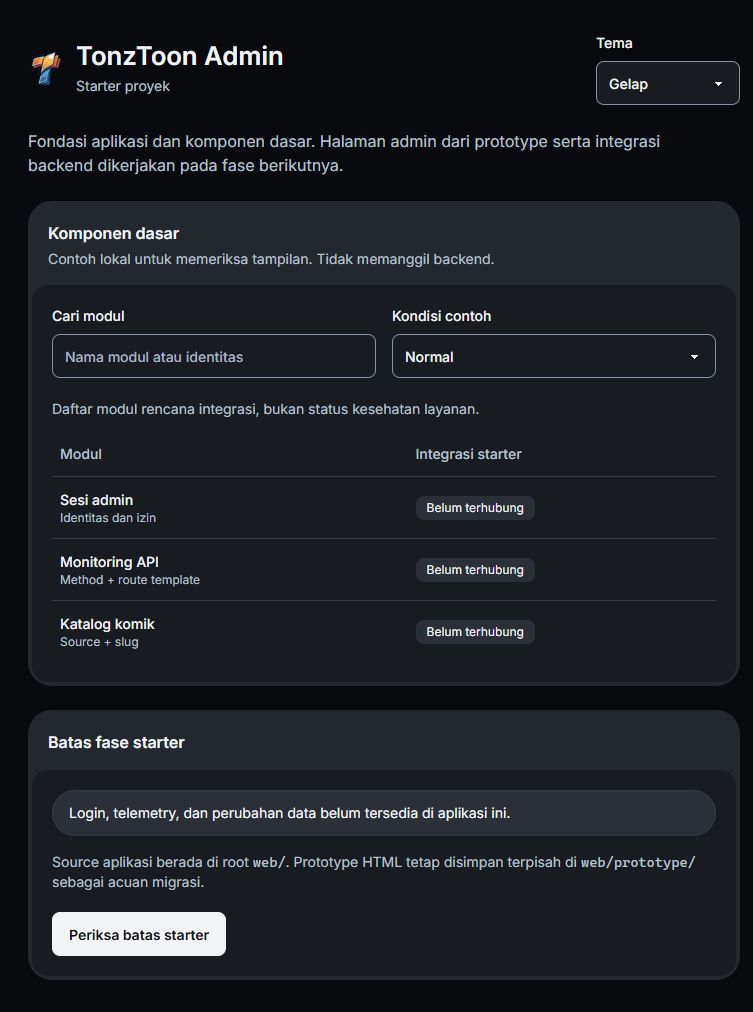 TonzToon Admin
Starter proyek
Tema
Gelap
Fondasi aplikasi dan komponen dasar. Halaman admin dari prototype serta integrasi
backend dikerjakan pada fase berikutnya.
Komponen dasar
Contoh lokal untuk memeriksa tampilan. Tidak memanggil backend.
Cari modul
Kondisi contoh
Nama modul atau identitas
Normal
Daftar modul rencana integrasi, bukan status kesehatan layanan.
Modul
Integrasi starter
Sesi admin
Identitas dan izin
Belum terhubung
Monitoring API
Method + route template
Belum terhubung
Katalog komik
Source + slug
Belum terhubung
Batas fase starter
Login, telemetry, dan perubahan data belum tersedia di aplikasi ini.
Source aplikasi berada di root web/. Prototype HTML tetap disimpan terpisah di web/prototype/
sebagai acuan migrasi.
Periksa batas starter